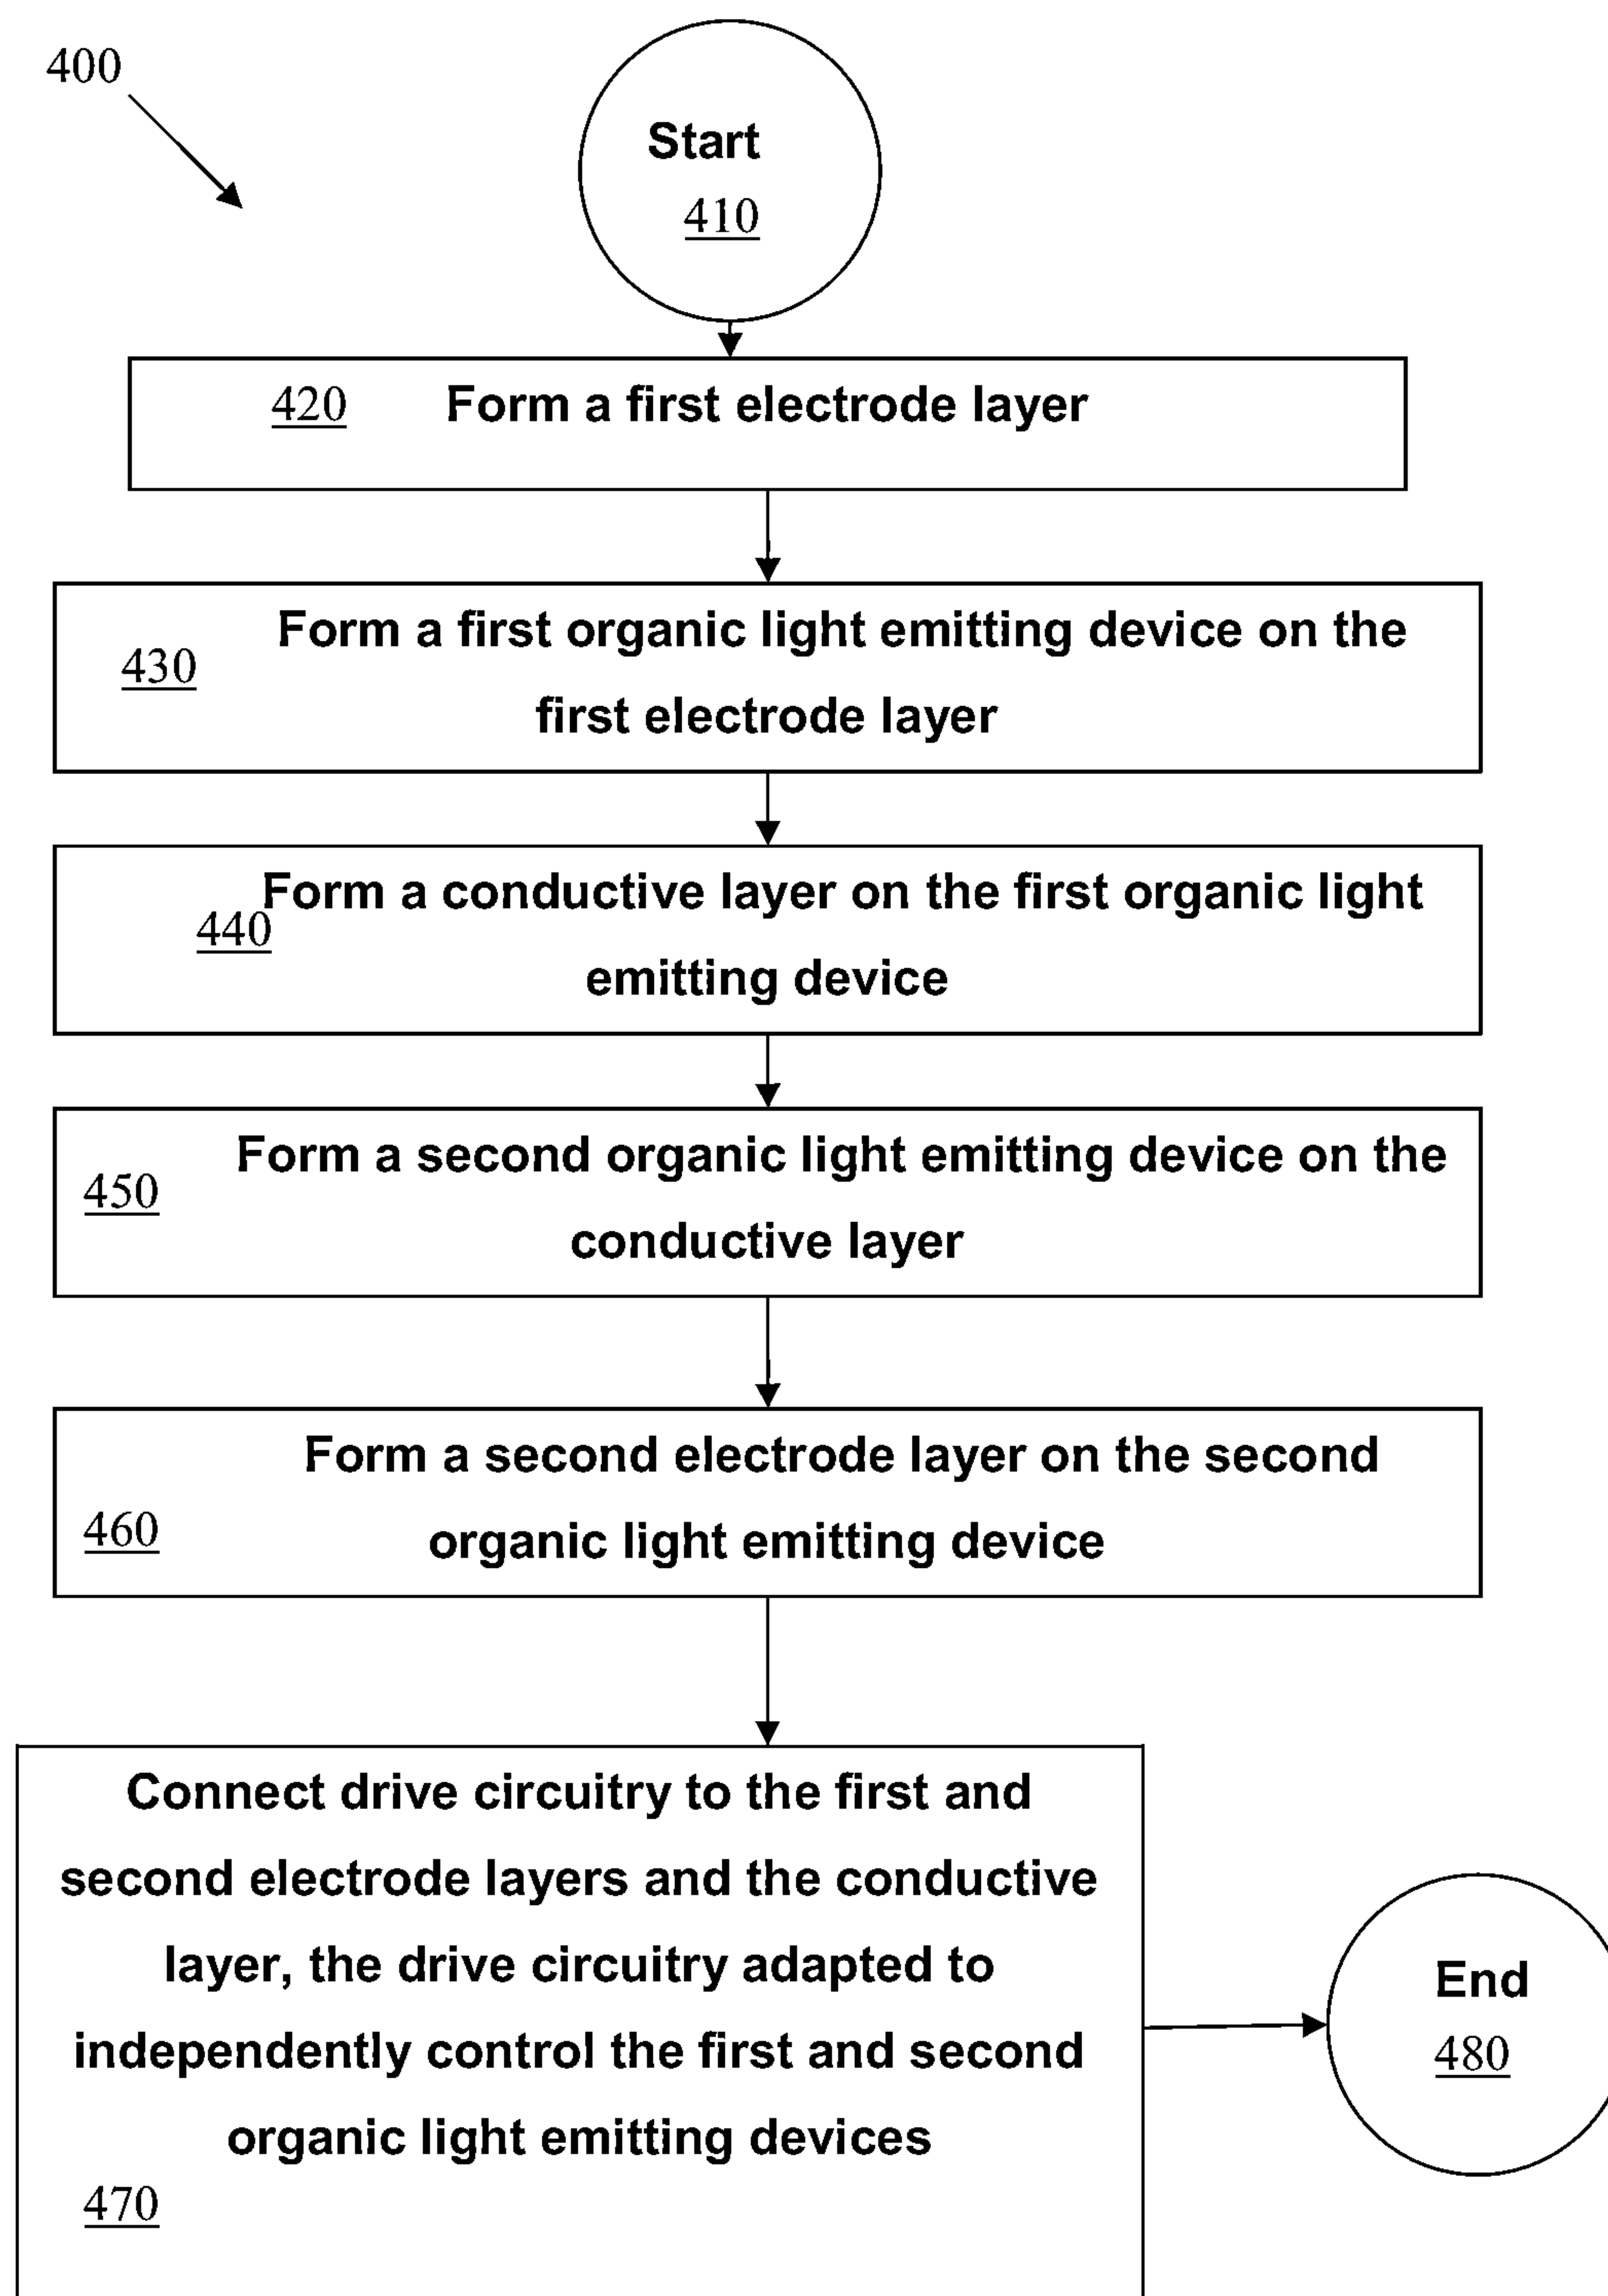 400
Start
410
420 Form a first electrode layer
Form a first organic light emitting device on the
430
first electrode layer
Form a conductive layer on the first organic light
440
emitting device
Form a second organic light emitting device on the
450
conductive layer
Form a second electrode layer on the second
460
organic light emitting device
Connect drive circuitry to the first and
second electrode layers and the conductive
layer, the drive circuitry adapted to
independently control the first and second
organic light emitting devices
470
End
480